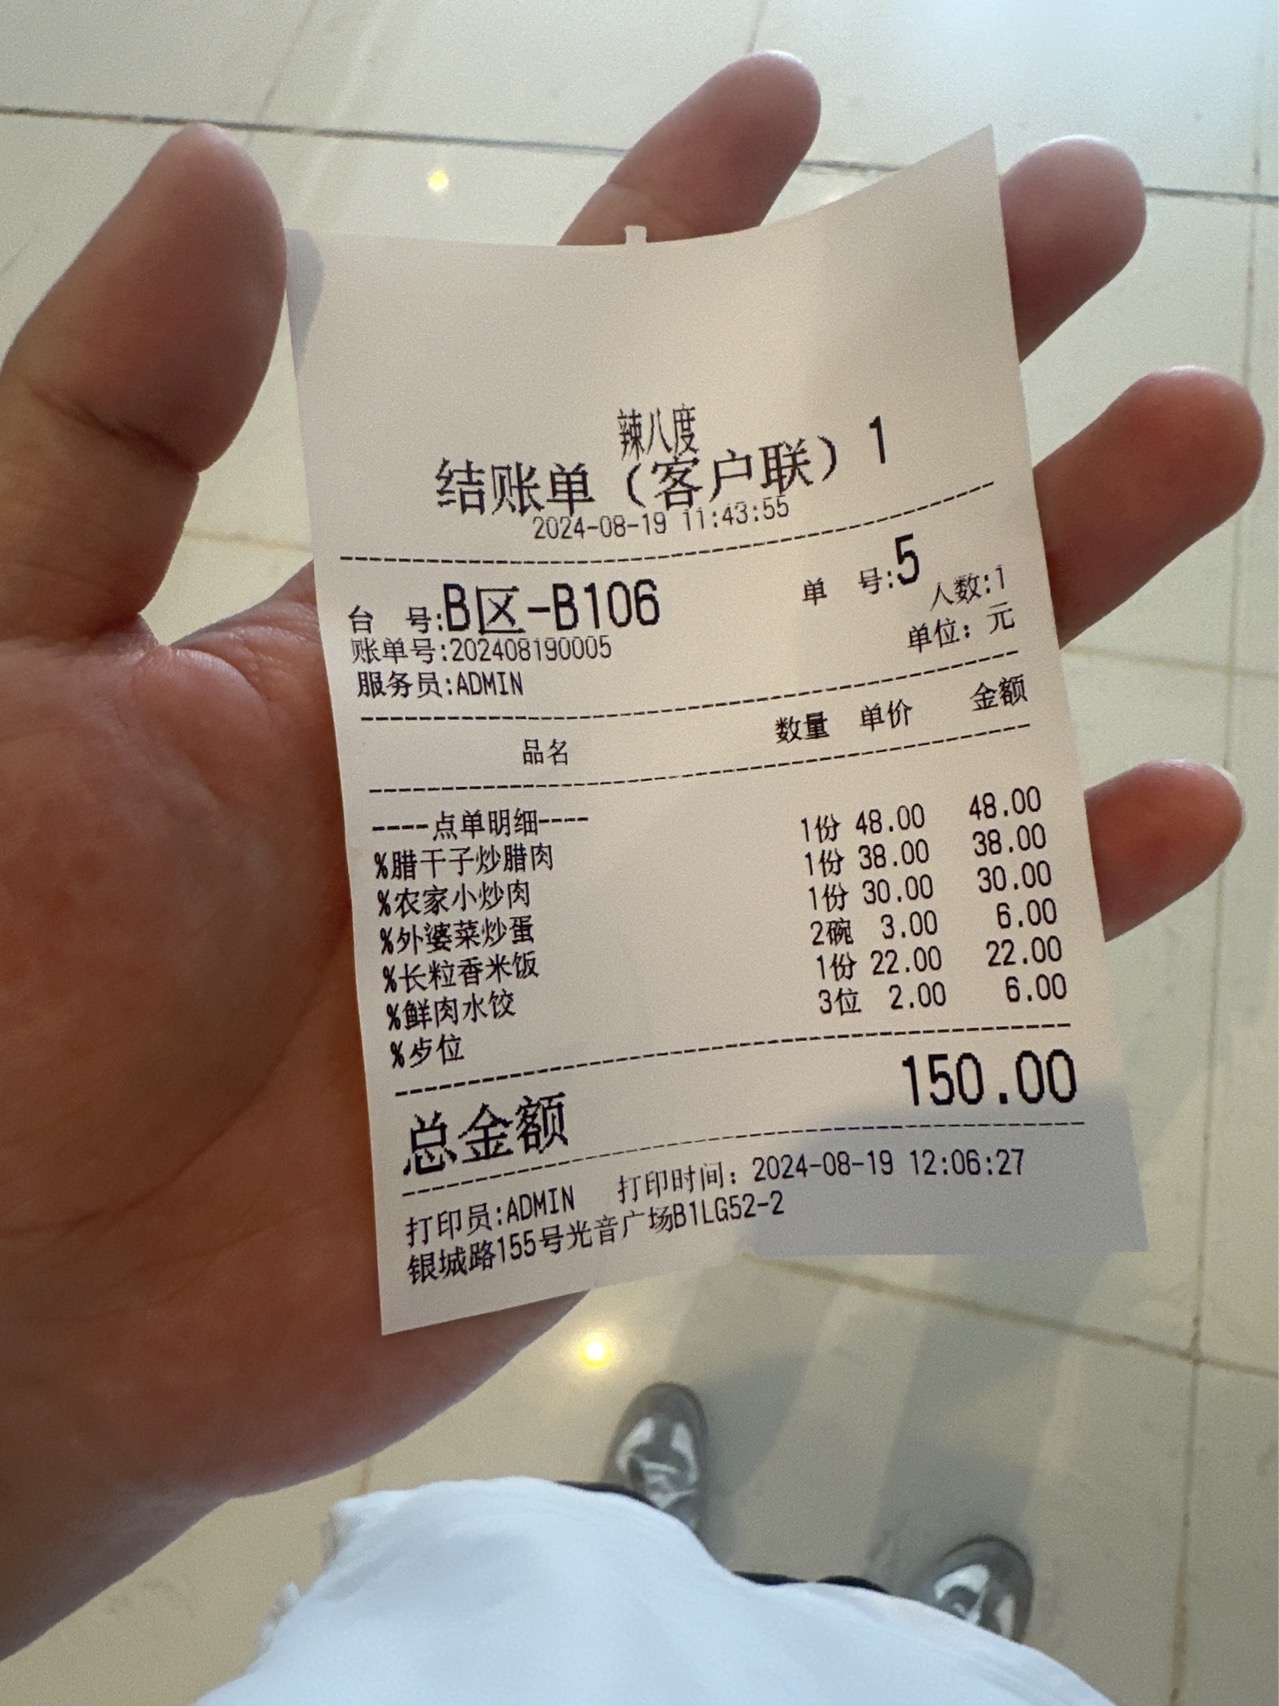 辣八度
结账单（客户联）1
2024-08-19 11:43:55
台 号:B区-B106 单 号:5
账单号:202408190005 人数:1
服务员:ADMIN 单位：元
品名 数量 单价 金额
----点单明细----
%腊干子炒腊肉 1份 48.00 48.00
%农家小炒肉 1份 38.00 38.00
%外婆菜炒蛋 1份 30.00 30.00
%长粒香米饭 2碗 3.00 6.00
%鲜肉水饺 1份 22.00 22.00
%歺位 3位 2.00 6.00
总金额 150.00
打印员:ADMIN 打印时间：2024-08-19 12:06:27
银城路155号光音广场B1LG52-2